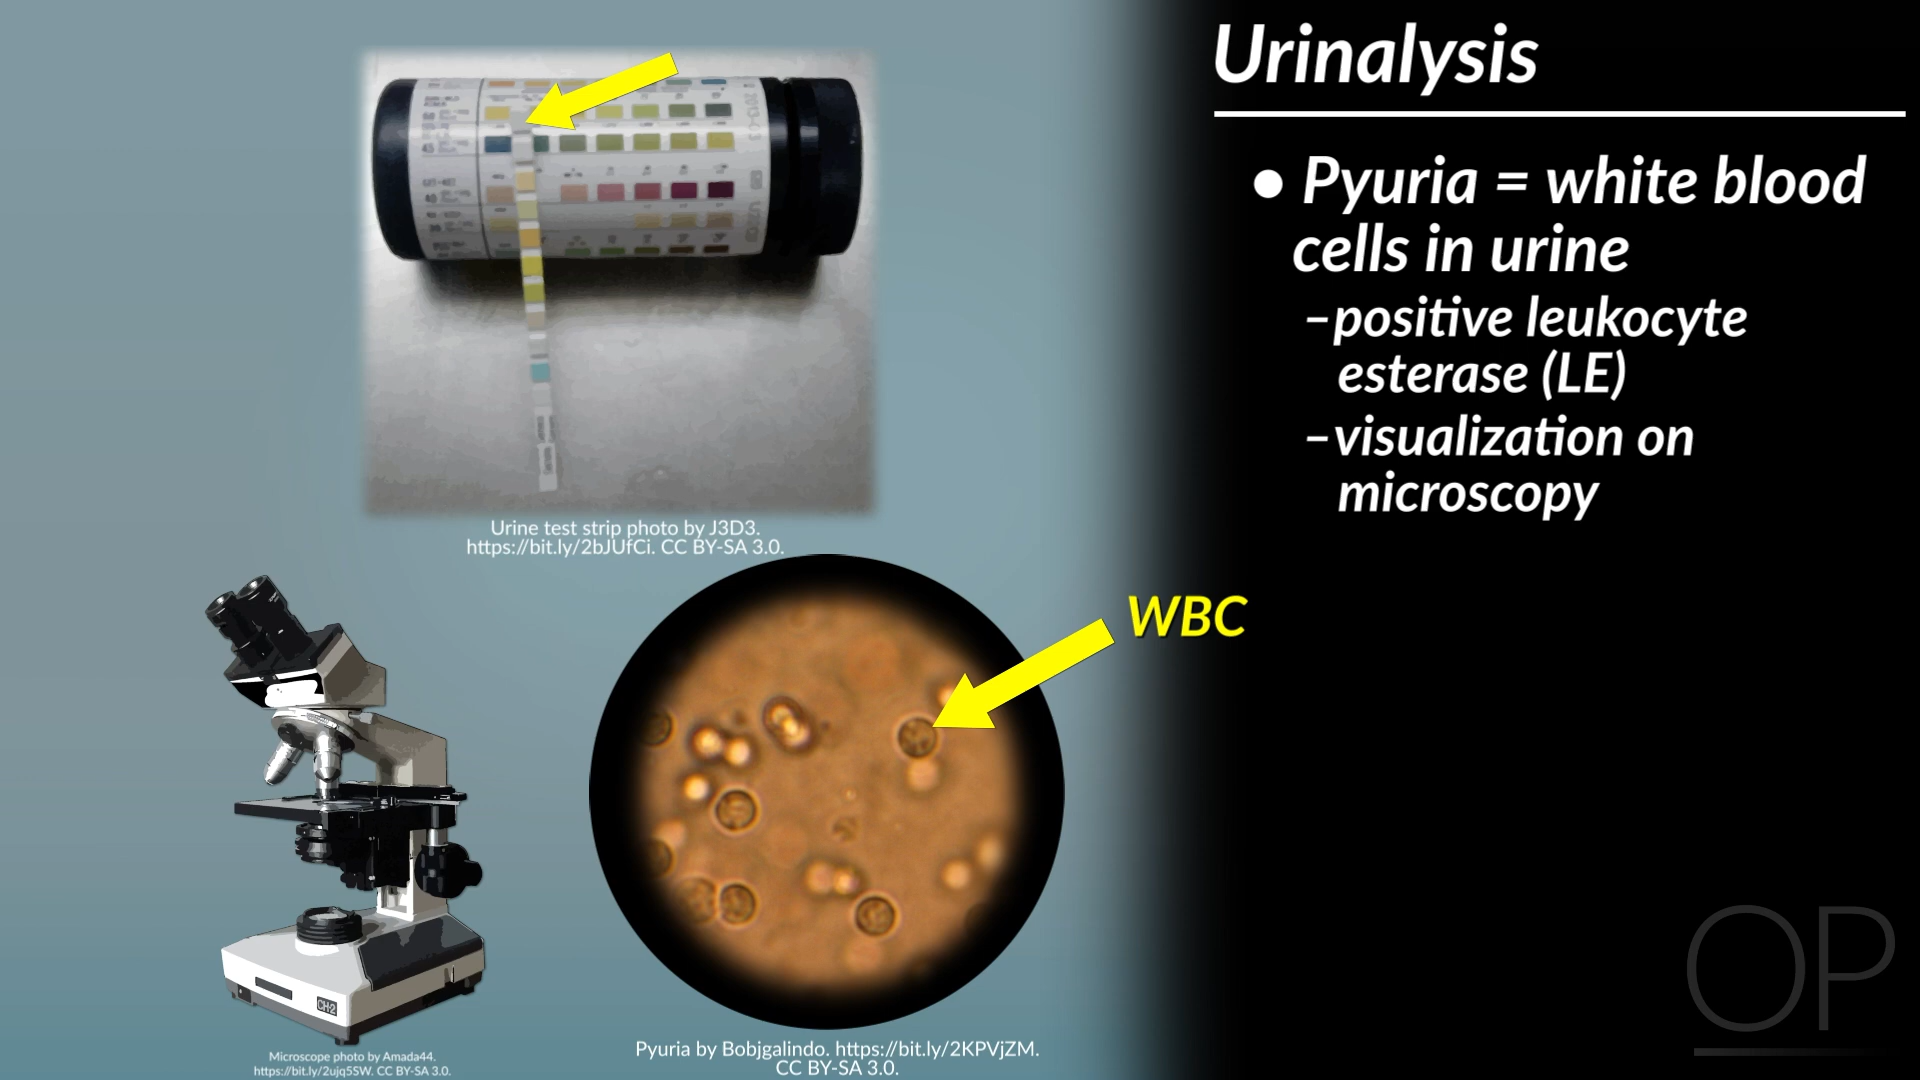 Urinalysis
● Pyuria = white blood
cells in urine
–positive leukocyte
esterase (LE)
–visualization on
microscopy
Urine test strip photo by J3D3.
https://bit.ly/2bJUfCi. CC BY-SA 3.0.
WBC
CH-2
Microscope photo by Amada44.
https://bit.ly/2ujq5SW. CC BY-SA 3.0.
Pyuria by Bobjgalindo. https://bit.ly/2KPVjZM.
CC BY-SA 3.0.
OP